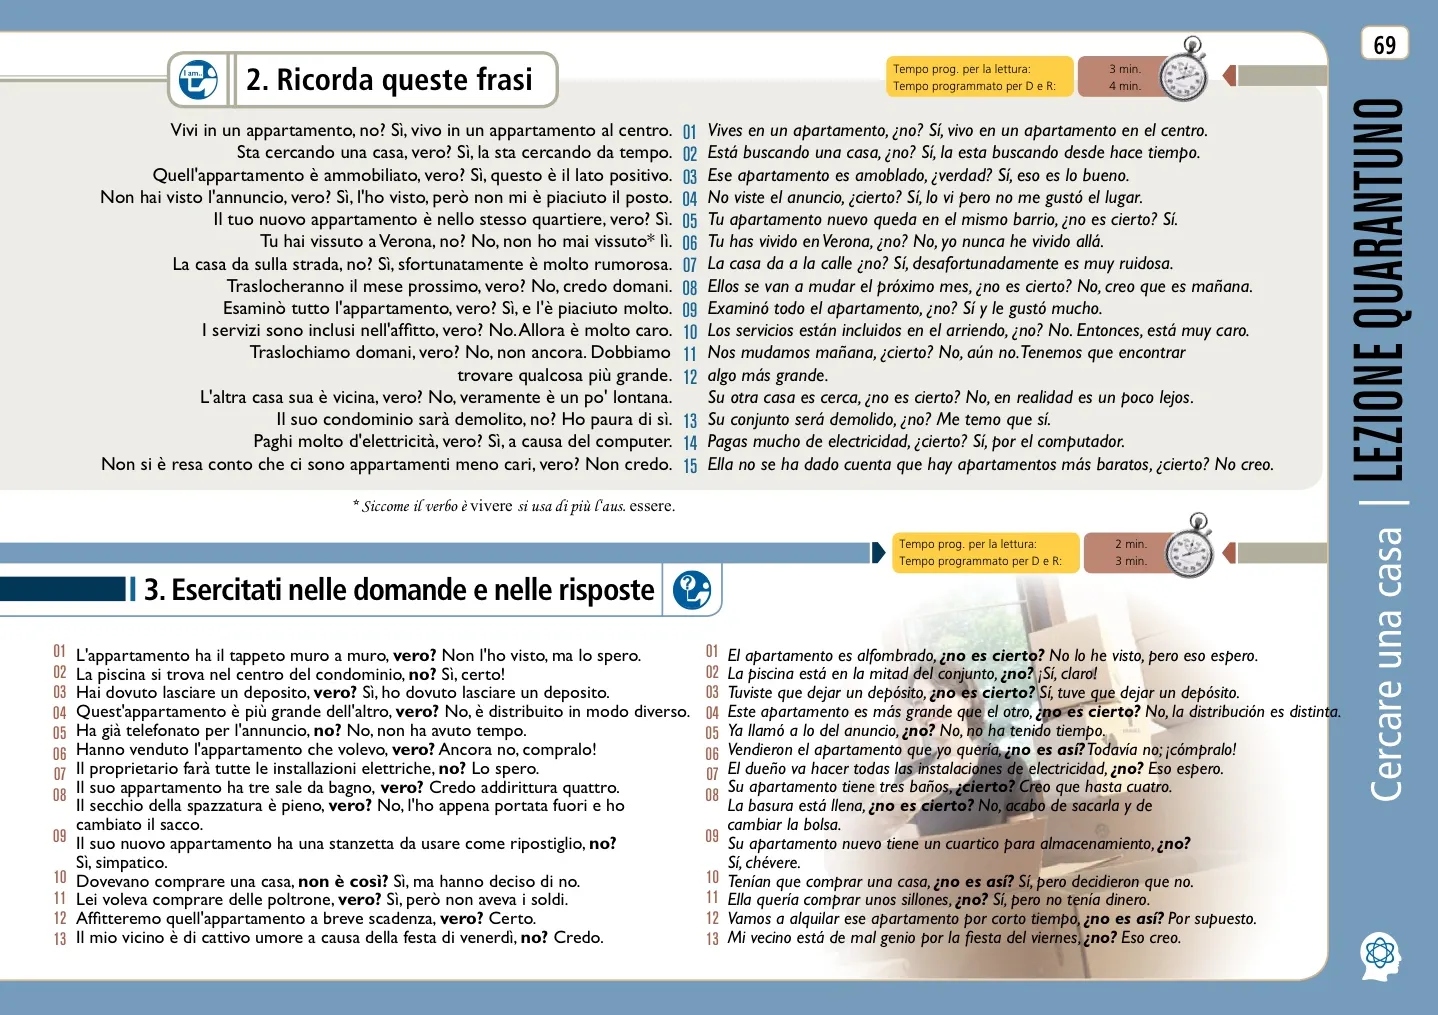 69
I am..
2. Ricorda queste frasi
Tempo prog. per la lettura: 3 min.
Tempo programmato per D e R: 4 min.
Vivi in un appartamento, no? Sì, vivo in un appartamento al centro. 01 Vives en un apartamento, ¿no? Sí, vivo en un apartamento en el centro.
Sta cercando una casa, vero? Sì, la sta cercando da tempo. 02 Está buscando una casa, ¿no? Sí, la esta buscando desde hace tiempo.
Quell'appartamento è ammobiliato, vero? Sì, questo è il lato positivo. 03 Ese apartamento es amoblado, ¿verdad? Sí, eso es lo bueno.
Non hai visto l'annuncio, vero? Sì, l'ho visto, però non mi è piaciuto il posto. 04 No viste el anuncio, ¿cierto? Sí, lo vi pero no me gustó el lugar.
Il tuo nuovo appartamento è nello stesso quartiere, vero? Sì. 05 Tu apartamento nuevo queda en el mismo barrio, ¿no es cierto? Sí.
Tu hai vissuto a Verona, no? No, non ho mai vissuto* lì. 06 Tu has vivido en Verona, ¿no? No, yo nunca he vivido allá.
La casa da sulla strada, no? Sì, sfortunatamente è molto rumorosa. 07 La casa da a la calle ¿no? Sí, desafortunadamente es muy ruidosa.
Traslocheranno il mese prossimo, vero? No, credo domani. 08 Ellos se van a mudar el próximo mes, ¿no es cierto? No, creo que es mañana.
Esaminò tutto l'appartamento, vero? Sì, e l'è piaciuto molto. 09 Examinó todo el apartamento, ¿no? Sí y le gustó mucho.
I servizi sono inclusi nell'affitto, vero? No. Allora è molto caro. 10 Los servicios están incluidos en el arriendo, ¿no? No. Entonces, está muy caro.
Traslochiamo domani, vero? No, non ancora. Dobbiamo 11 Nos mudamos mañana, ¿cierto? No, aún no. Tenemos que encontrar
trovare qualcosa più grande. 12 algo más grande.
L'altra casa sua è vicina, vero? No, veramente è un po' lontana. Su otra casa es cerca, ¿no es cierto? No, en realidad es un poco lejos.
Il suo condominio sarà demolito, no? Ho paura di sì. 13 Su conjunto será demolido, ¿no? Me temo que sí.
Paghi molto d'elettricità, vero? Sì, a causa del computer. 14 Pagas mucho de electricidad, ¿cierto? Sí, por el computador.
Non si è resa conto che ci sono appartamenti meno cari, vero? Non credo. 15 Ella no se ha dado cuenta que hay apartamentos más baratos, ¿cierto? No creo.
* Siccome il verbo è vivere si usa di più l'aus. essere.
Tempo prog. per la lettura: 2 min.
Tempo programmato per D e R: 3 min.
3. Esercitati nelle domande e nelle risposte
01 L'appartamento ha il tappeto muro a muro, vero? Non l'ho visto, ma lo spero.
02 La piscina si trova nel centro del condominio, no? Sì, certo!
03 Hai dovuto lasciare un deposito, vero? Sì, ho dovuto lasciare un deposito.
04 Quest'appartamento è più grande dell'altro, vero? No, è distribuito in modo diverso.
05 Ha già telefonato per l'annuncio, no? No, non ha avuto tempo.
06 Hanno venduto l'appartamento che volevo, vero? Ancora no, compralo!
07 Il proprietario farà tutte le installazioni elettriche, no? Lo spero.
08 Il suo appartamento ha tre sale da bagno, vero? Credo addirittura quattro.
Il secchio della spazzatura è pieno, vero? No, l'ho appena portata fuori e ho
cambiato il sacco.
09 Il suo nuovo appartamento ha una stanzetta da usare come ripostiglio, no?
Sì, simpatico.
10 Dovevano comprare una casa, non è così? Sì, ma hanno deciso di no.
11 Lei voleva comprare delle poltrone, vero? Sì, però non aveva i soldi.
12 Affitteremo quell'appartamento a breve scadenza, vero? Certo.
13 Il mio vicino è di cattivo umore a causa della festa di venerdì, no? Credo.
01 El apartamento es alfombrado, ¿no es cierto? No lo he visto, pero eso espero.
02 La piscina está en la mitad del conjunto, ¿no? ¡Sí, claro!
03 Tuviste que dejar un depósito, ¿no es cierto? Sí, tuve que dejar un depósito.
04 Este apartamento es más grande que el otro, ¿no es cierto? No, la distribución es distinta.
05 Ya llamó a lo del anuncio, ¿no? No, no ha tenido tiempo.
06 Vendieron el apartamento que yo quería, ¿no es así? Todavía no; ¡cómpralo!
07 El dueño va hacer todas las instalaciones de electricidad, ¿no? Eso espero.
08 Su apartamento tiene tres baños, ¿cierto? Creo que hasta cuatro.
La basura está llena, ¿no es cierto? No, acabo de sacarla y de
cambiar la bolsa.
09 Su apartamento nuevo tiene un cuartico para almacenamiento, ¿no?
Sí, chévere.
10 Tenían que comprar una casa, ¿no es así? Sí, pero decidieron que no.
11 Ella quería comprar unos sillones, ¿no? Sí, pero no tenía dinero.
12 Vamos a alquilar ese apartamento por corto tiempo, ¿no es así? Por supuesto.
13 Mi vecino está de mal genio por la fiesta del viernes, ¿no? Eso creo.
Cercare una casa | LEZIONE QUARANTUNO